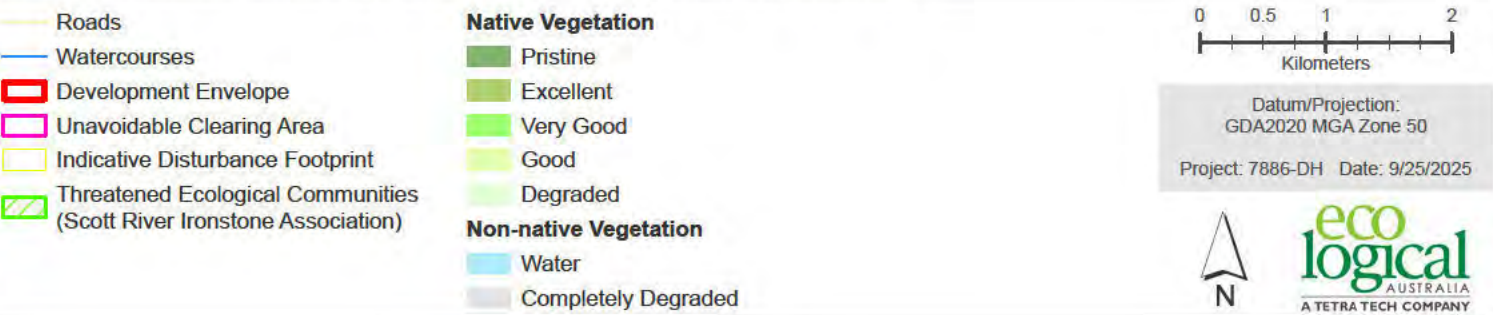 Roads
Watercourses
Development Envelope
Unavoidable Clearing Area
Indicative Disturbance Footprint
Threatened Ecological Communities
(Scott River Ironstone Association)
Native Vegetation
Pristine
Excellent
Very Good
Good
Degraded
Non-native Vegetation
Water
Completely Degraded
0 0.5 1 2
Kilometers
Datum/Projection:
GDA2020 MGA Zone 50
Project: 7886-DH Date: 9/25/2025
N
eco
logical
AUSTRALIA
A TETRA TECH COMPANY